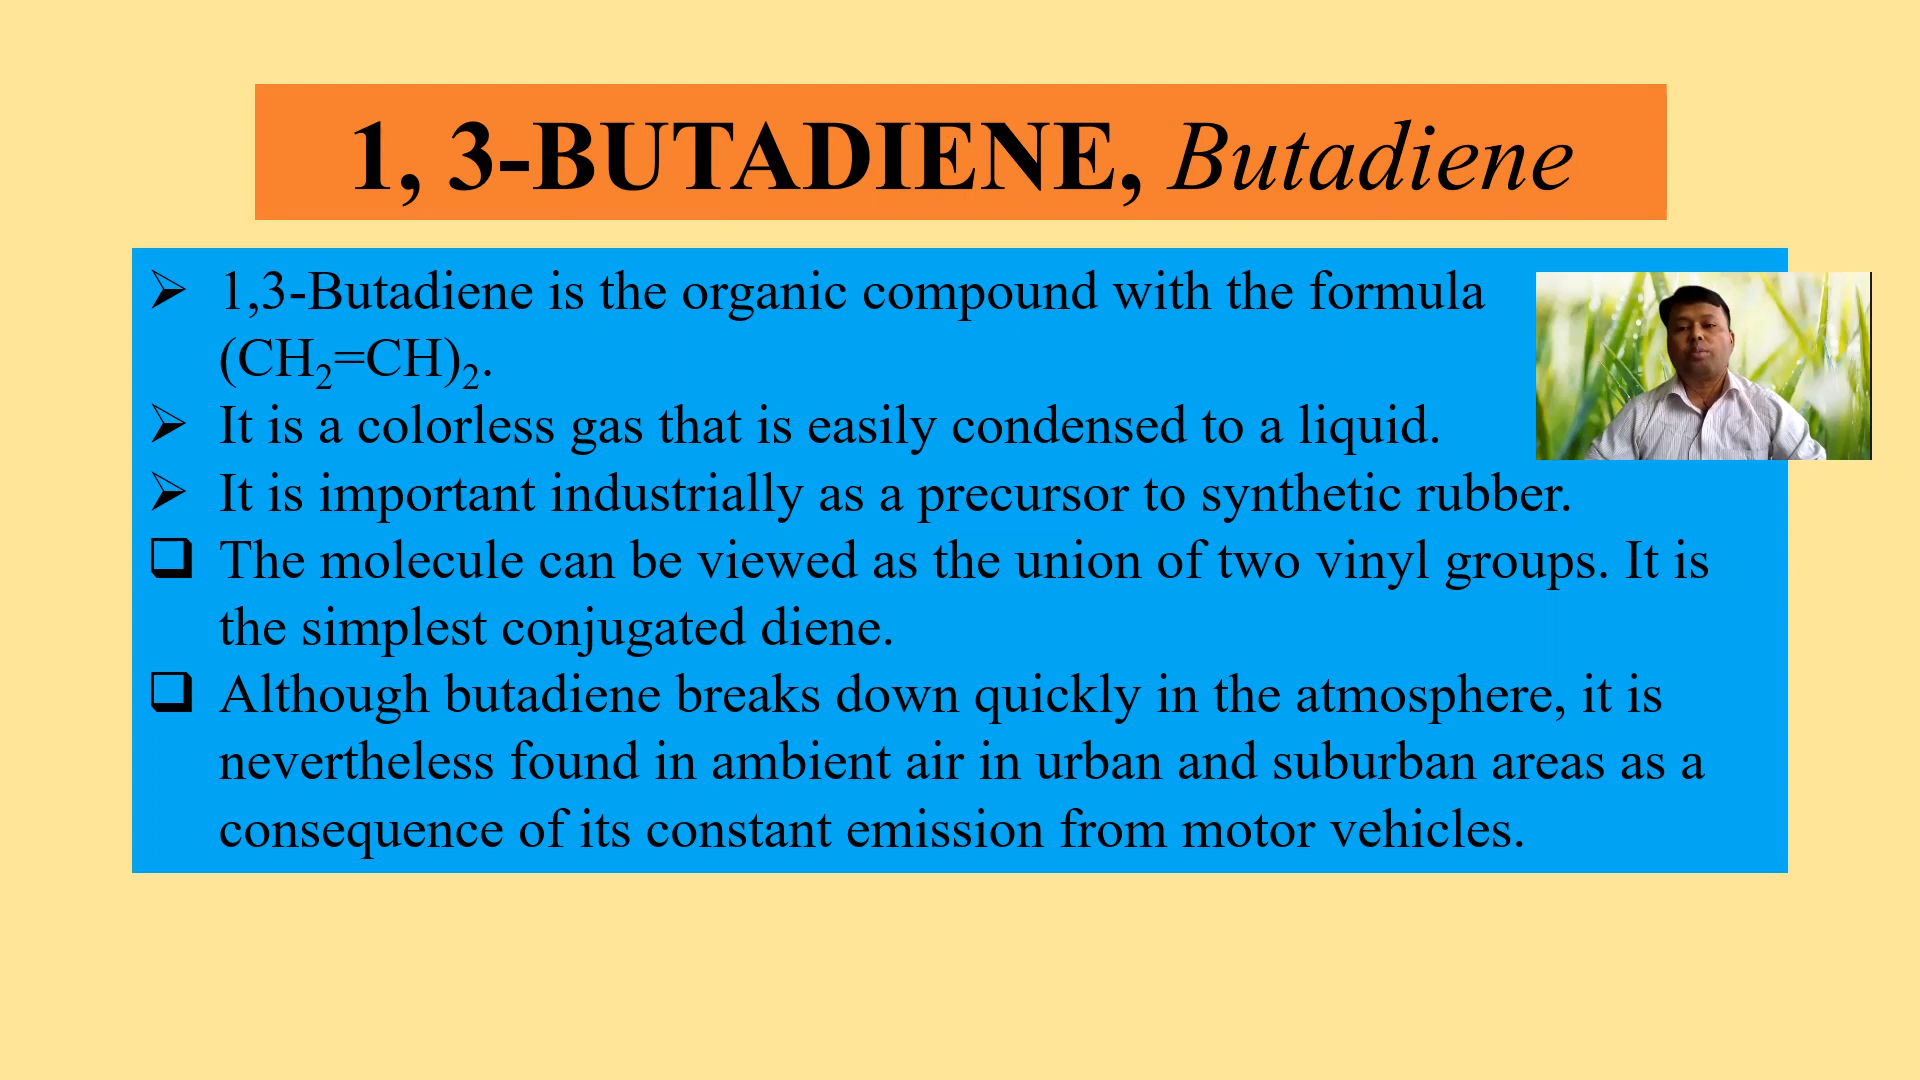 1, 3-BUTADIENE, Butadiene
➢ 1,3-Butadiene is the organic compound with the formula
(CH₂=CH)₂.
➢ It is a colorless gas that is easily condensed to a liquid.
➢ It is important industrially as a precursor to synthetic rubber.
❑ The molecule can be viewed as the union of two vinyl groups. It is
the simplest conjugated diene.
❑ Although butadiene breaks down quickly in the atmosphere, it is
nevertheless found in ambient air in urban and suburban areas as a
consequence of its constant emission from motor vehicles.